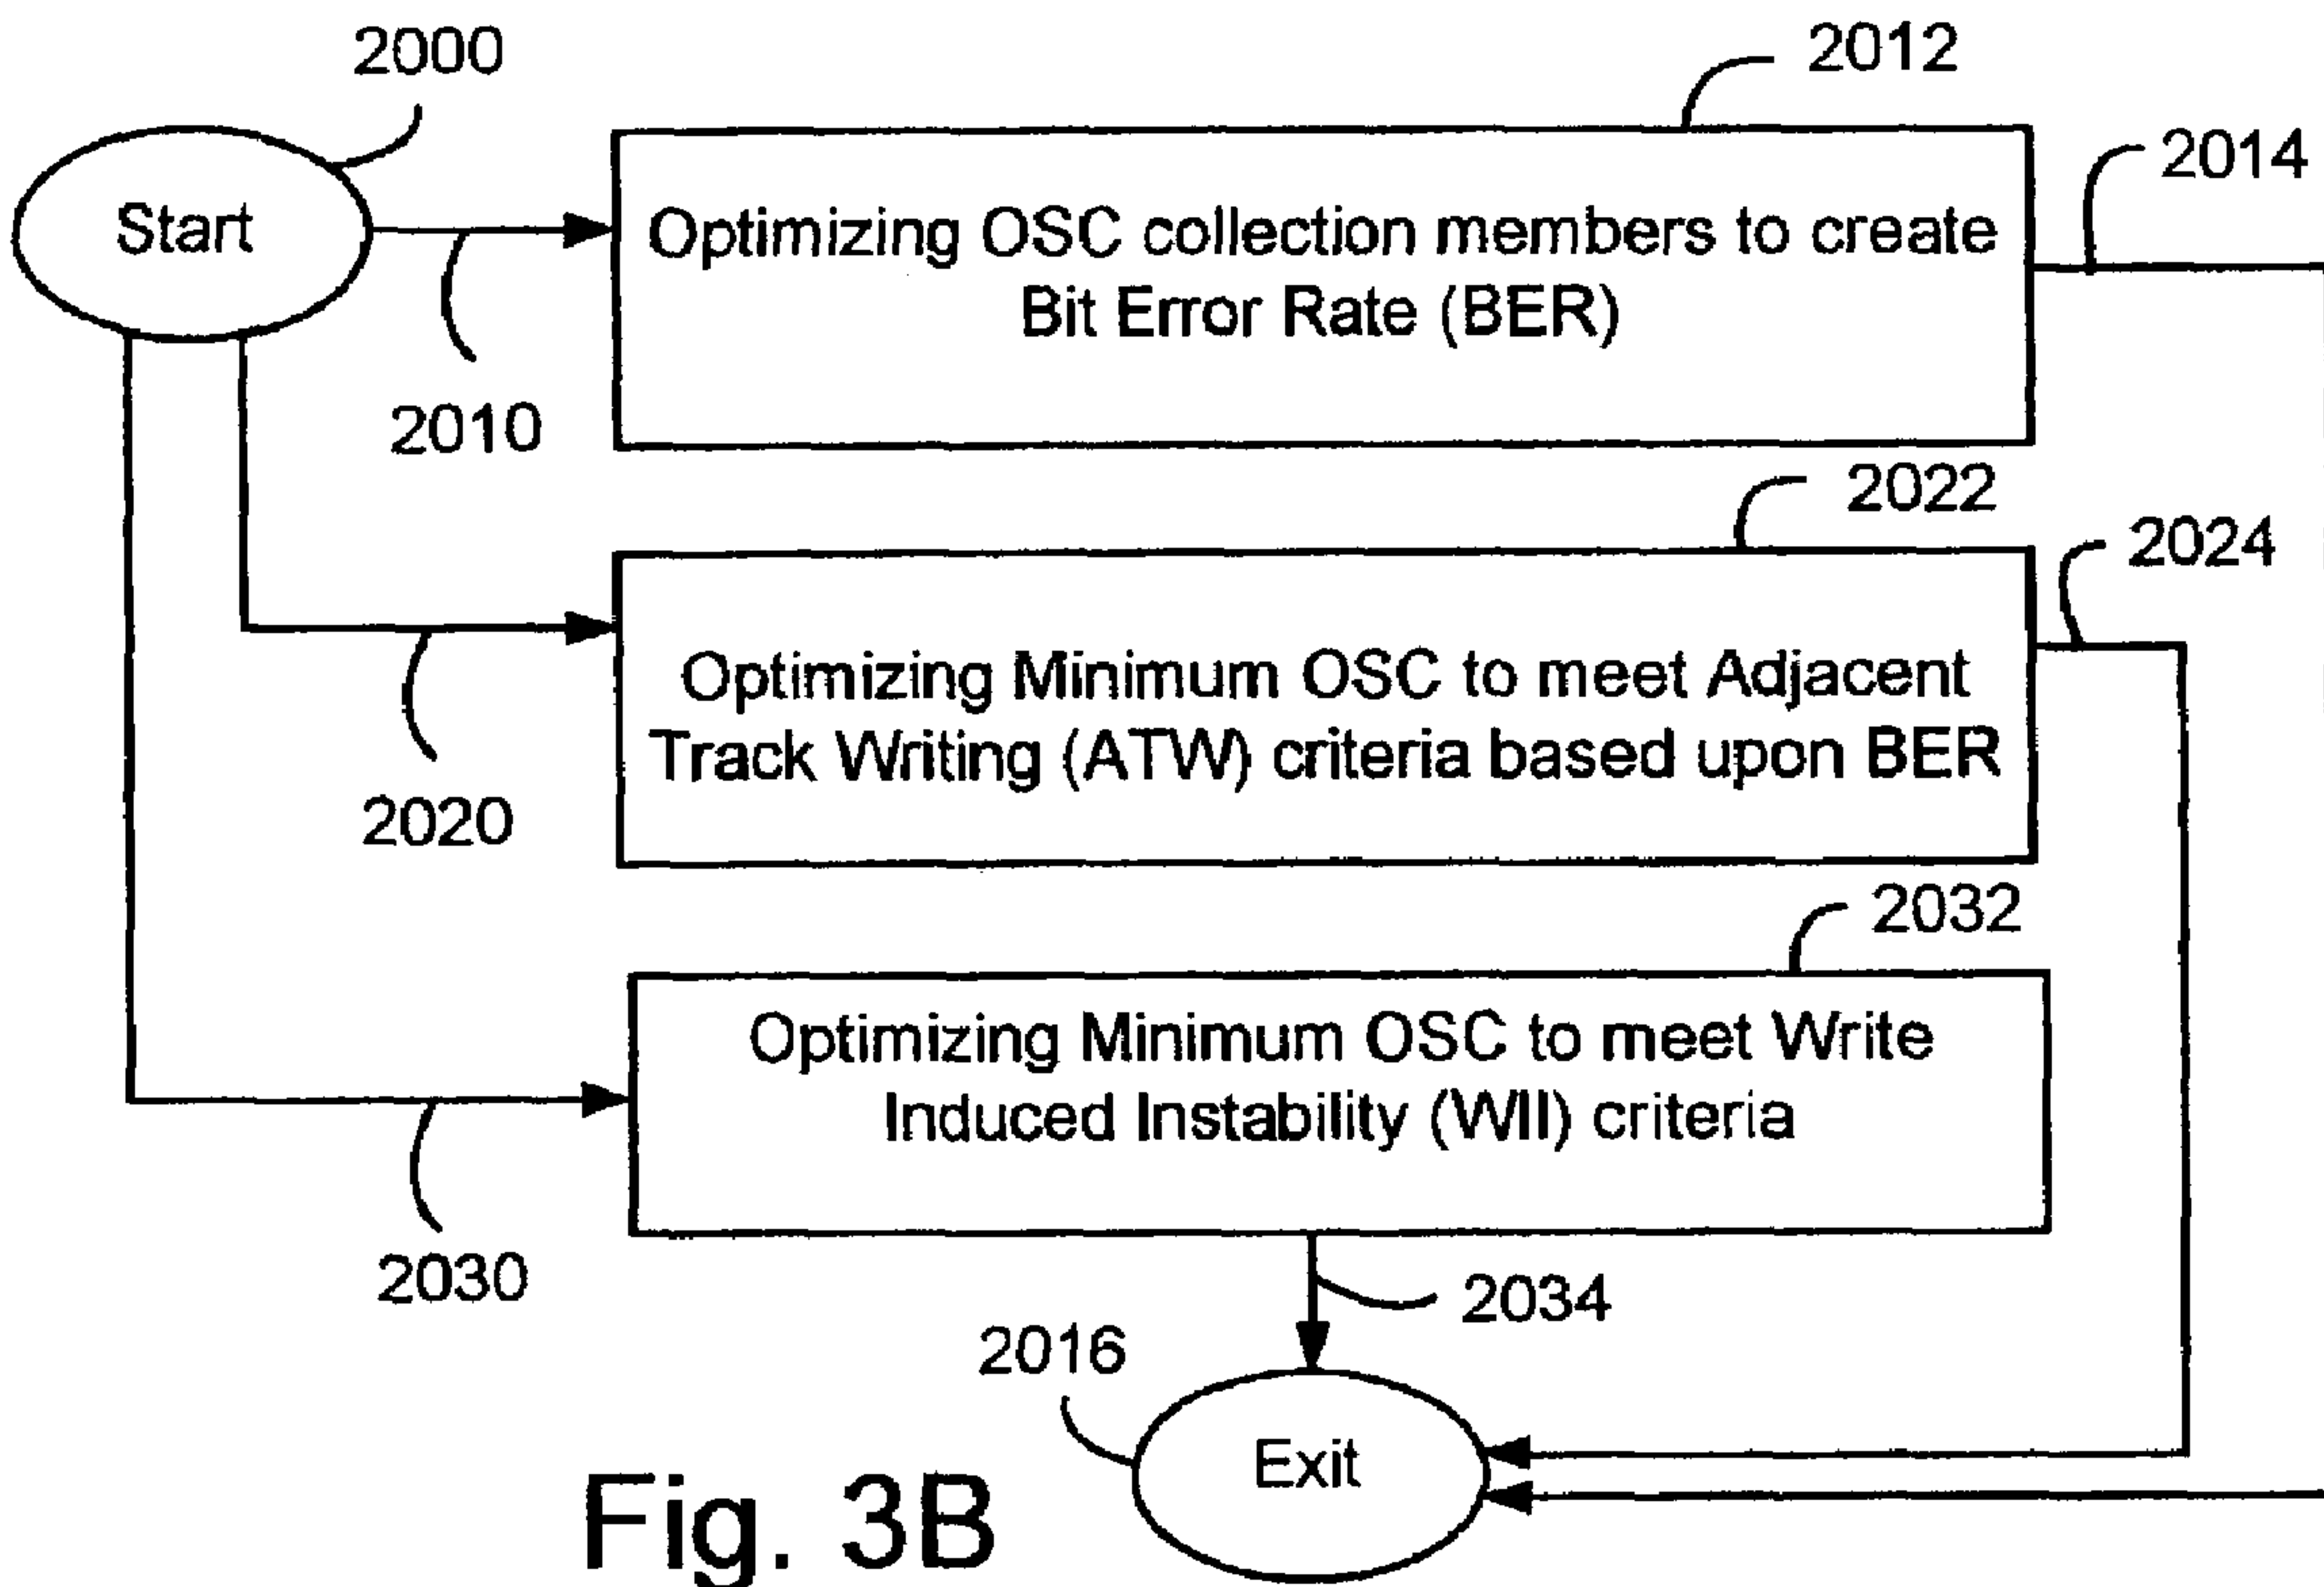 2000
2012
2014
Start
Optimizing OSC collection members to create
Bit Error Rate (BER)
2010
2022
2024
Optimizing Minimum OSC to meet Adjacent
Track Writing (ATW) criteria based upon BER
2020
2032
Optimizing Minimum OSC to meet Write
Induced Instability (WII) criteria
2030
2034
2016
Exit
Fig. 3B